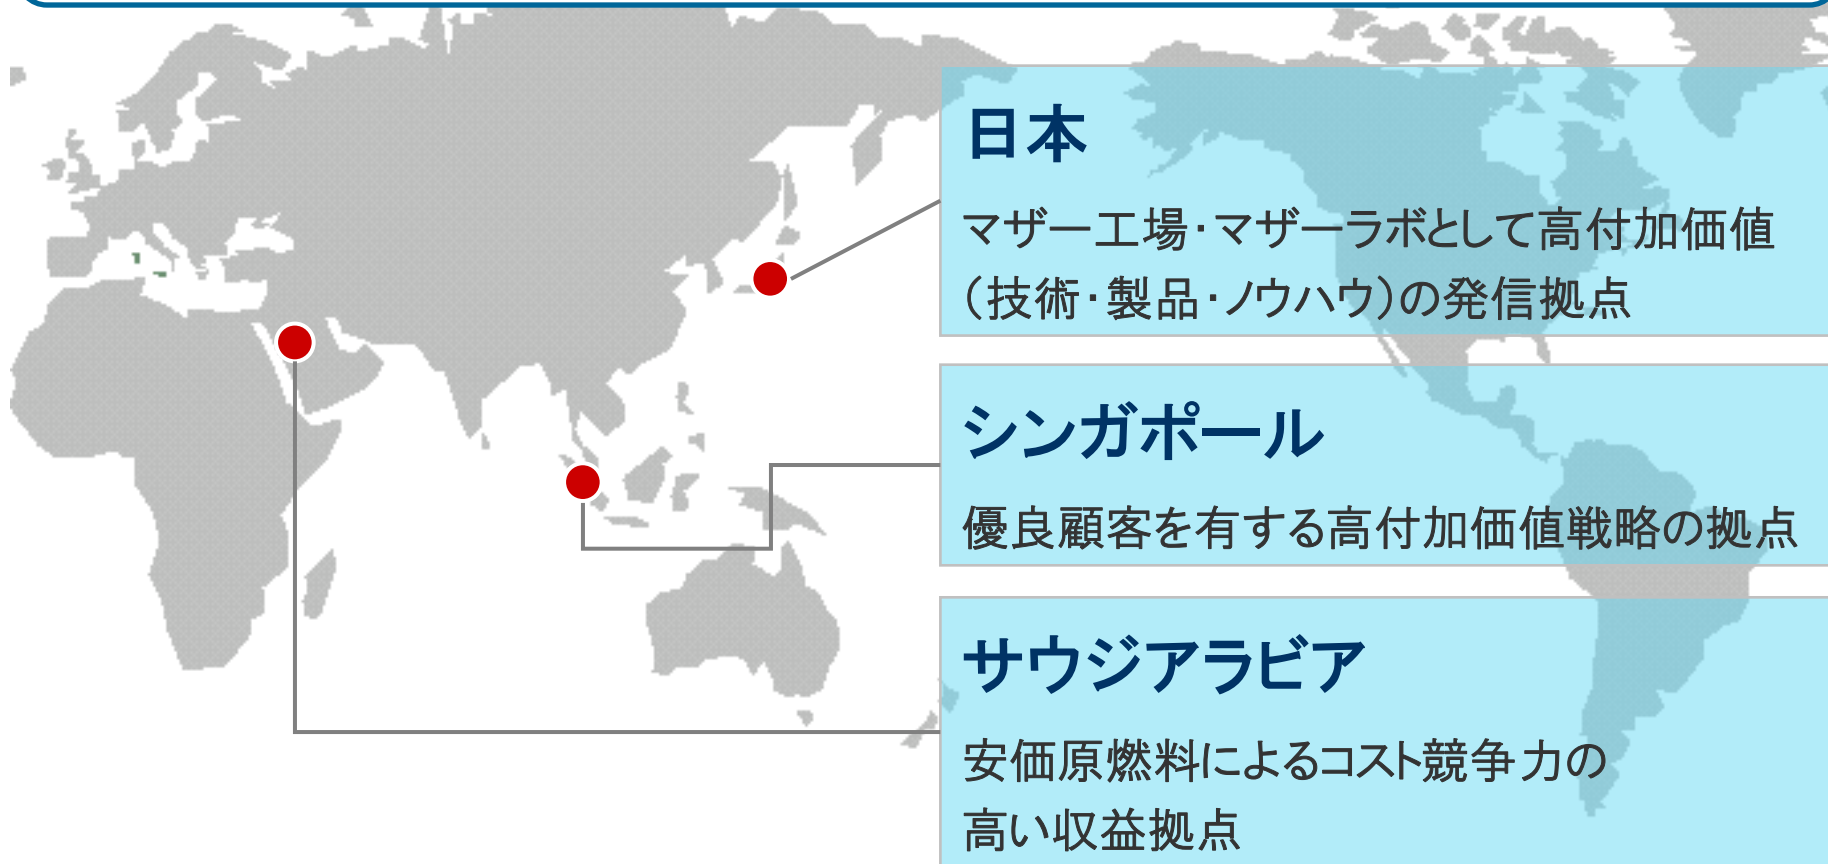 日本
マザー工場・マザーラボとして高付加価値
（技術・製品・ノウハウ）の発信拠点
シンガポール
優良顧客を有する高付加価値戦略の拠点
サウジアラビア
安価原燃料によるコスト競争力の
高い収益拠点